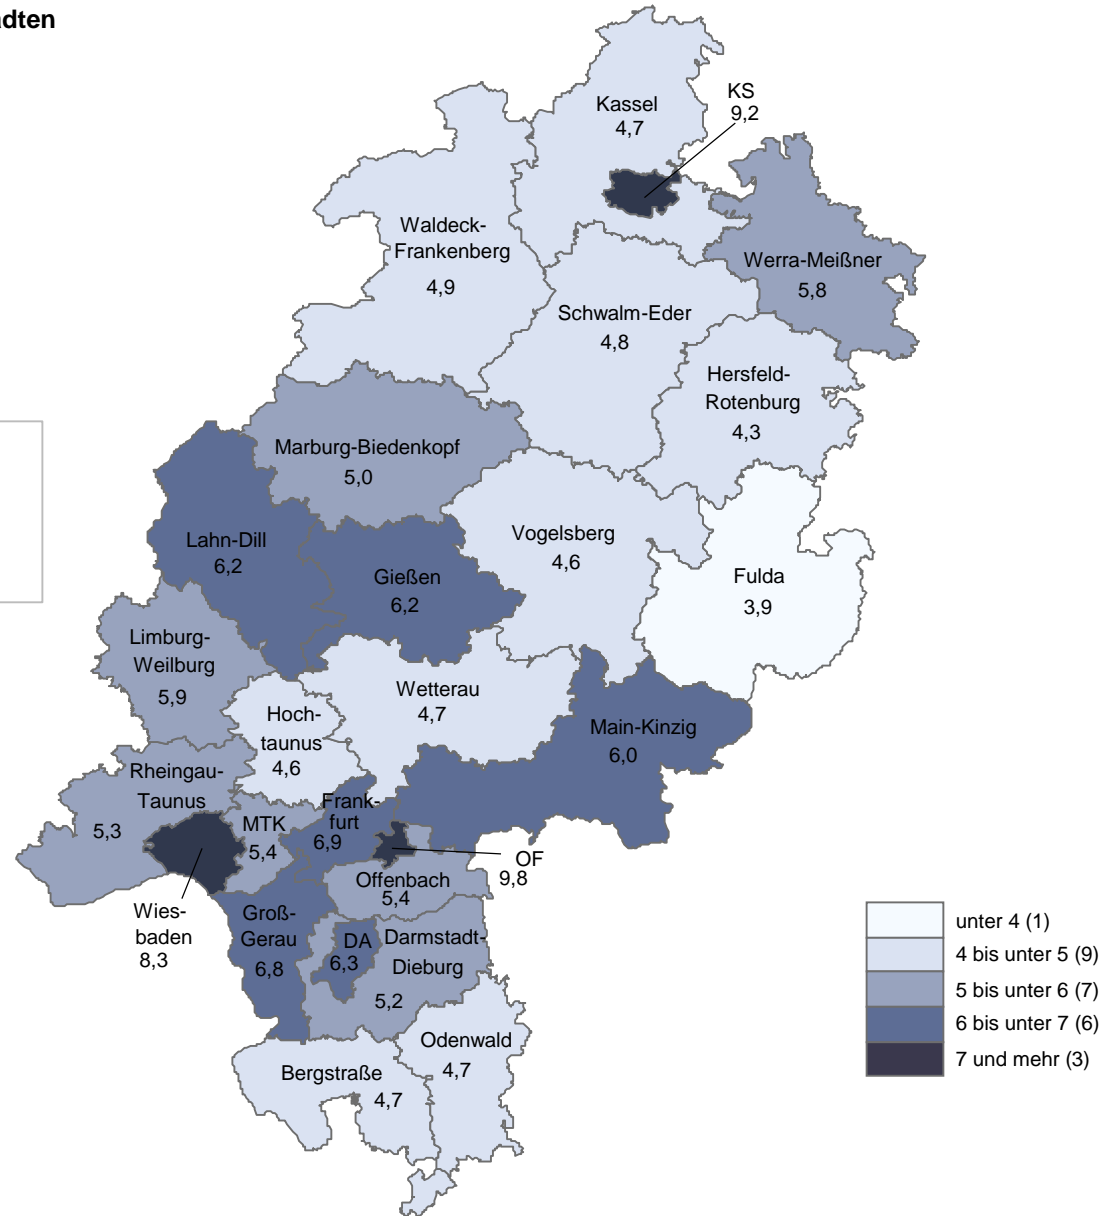 KS
9,2
Kassel
4,7
Waldeck-
Frankenberg
4,9
Werra-Meißner
5,8
Schwalm-Eder
4,8
Hersfeld-
Rotenburg
4,3
Marburg-Biedenkopf
5,0
Lahn-Dill
6,2
Gießen
6,2
Vogelsberg
4,6
Fulda
3,9
Limburg-
Weilburg
5,9
Wetterau
4,7
Hoch-
taunus
4,6
Main-Kinzig
6,0
Rheingau-
Taunus
5,3
MTK
5,4
Frank-
furt
6,9
OF
9,8
Offenbach
5,4
Wies-
baden
8,3
Groß-
Gerau
6,8
DA
6,3
Darmstadt-
Dieburg
5,2
Odenwald
4,7
Bergstraße
4,7
unter 4 (1)
4 bis unter 5 (9)
5 bis unter 6 (7)
6 bis unter 7 (6)
7 und mehr (3)